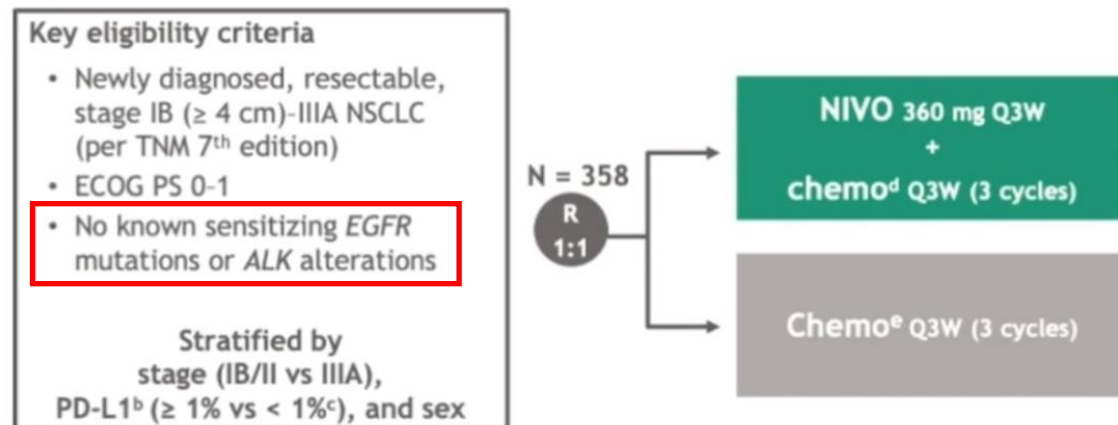 Key eligibility criteria
• Newly diagnosed, resectable,
stage IB (≥ 4 cm)–IIIA NSCLC
(per TNM 7th edition)
• ECOG PS 0–1
• No known sensitizing EGFR
mutations or ALK alterations
Stratified by
stage (IB/II vs IIIA),
PD-L1ᵇ (≥ 1% vs < 1%ᶜ), and sex
N = 358
R
1:1
NIVO 360 mg Q3W
+
chemoᵈ Q3W (3 cycles)
Chemoᵉ Q3W (3 cycles)